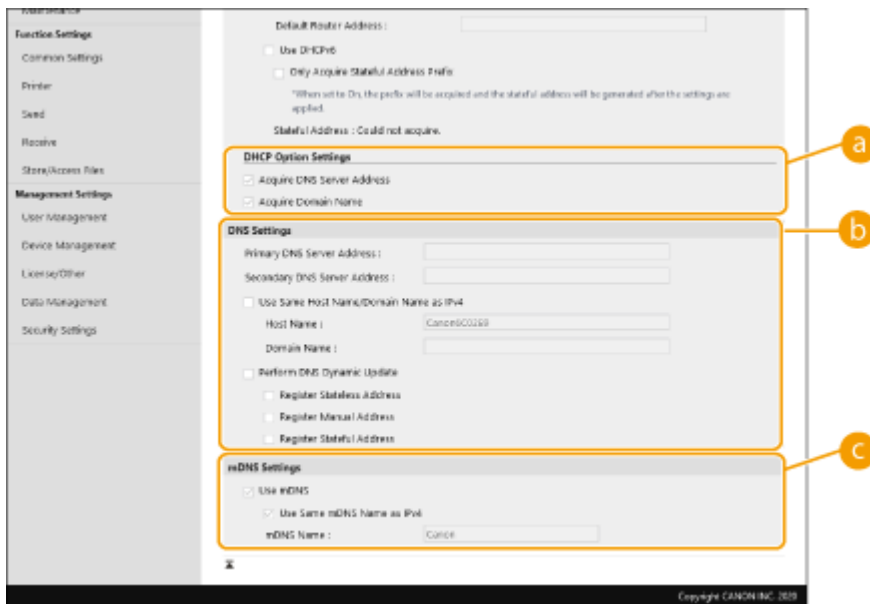 Maintenance
Function Settings
Common Settings
Printer
Send
Receive
Store/Access Files
Management Settings
User Management
Device Management
License/Other
Data Management
Security Settings
Default Router Address :
Use DHCPv6
Only Acquire Stateful Address Prefix
*When set to On, the prefix will be acquired and the stateful address will be generated after the settings are
applied.
Stateful Address : Could not acquire.
DHCP Option Settings
Acquire DNS Server Address
Acquire Domain Name
a
DNS Settings
Primary DNS Server Address :
Secondary DNS Server Address :
Use Same Host Name/Domain Name as IPv4
Host Name :
Domain Name :
Perform DNS Dynamic Update
Register Stateless Address
Register Manual Address
Register Stateful Address
b
mDNS Settings
Use mDNS
mDNS Name : Canon
c
Copyright CANON INC. 2020